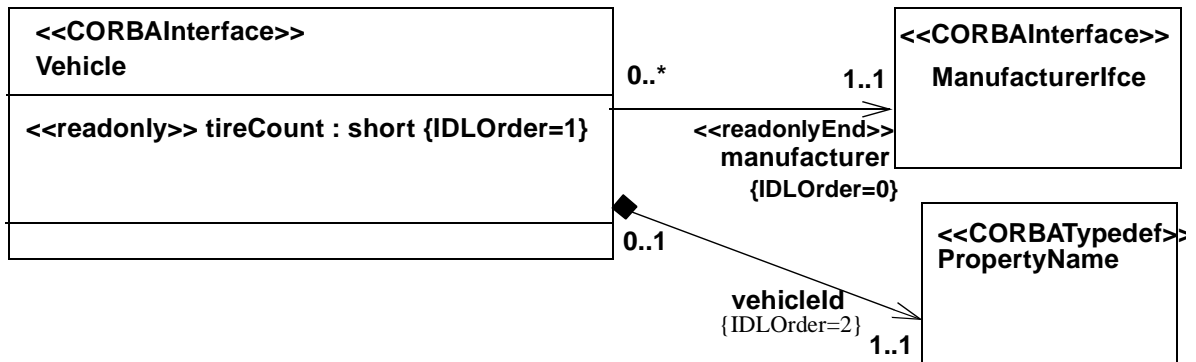 <<CORBAInterface>>
Vehicle
<<readonly>> tireCount : short {IDLOrder=1}
0..*
1..1
<<readonlyEnd>>
manufacturer
{IDLOrder=0}
<<CORBAInterface>>
ManufacturerIfce
0..1
vehicleId
{IDLOrder=2}
1..1
<<CORBATypedef>>
PropertyName